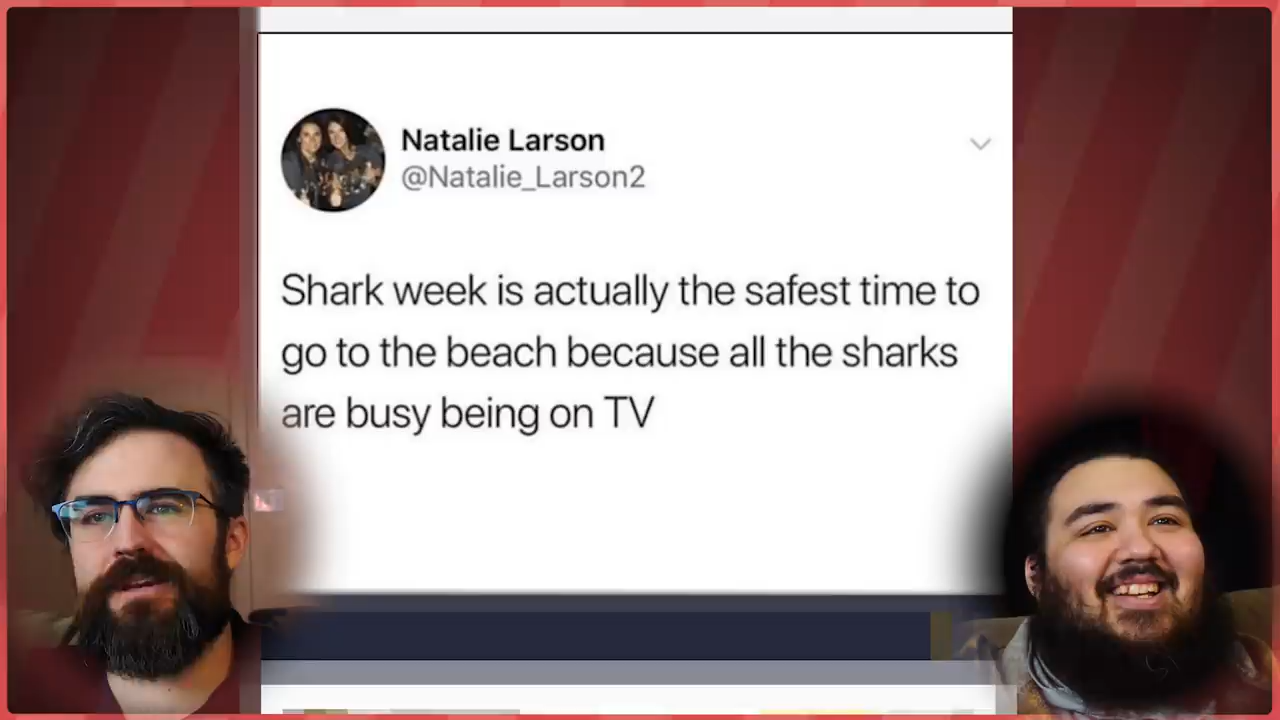 Natalie Larson
@Natalie_Larson2
Shark week is actually the safest time to
go to the beach because all the sharks
are busy being on TV